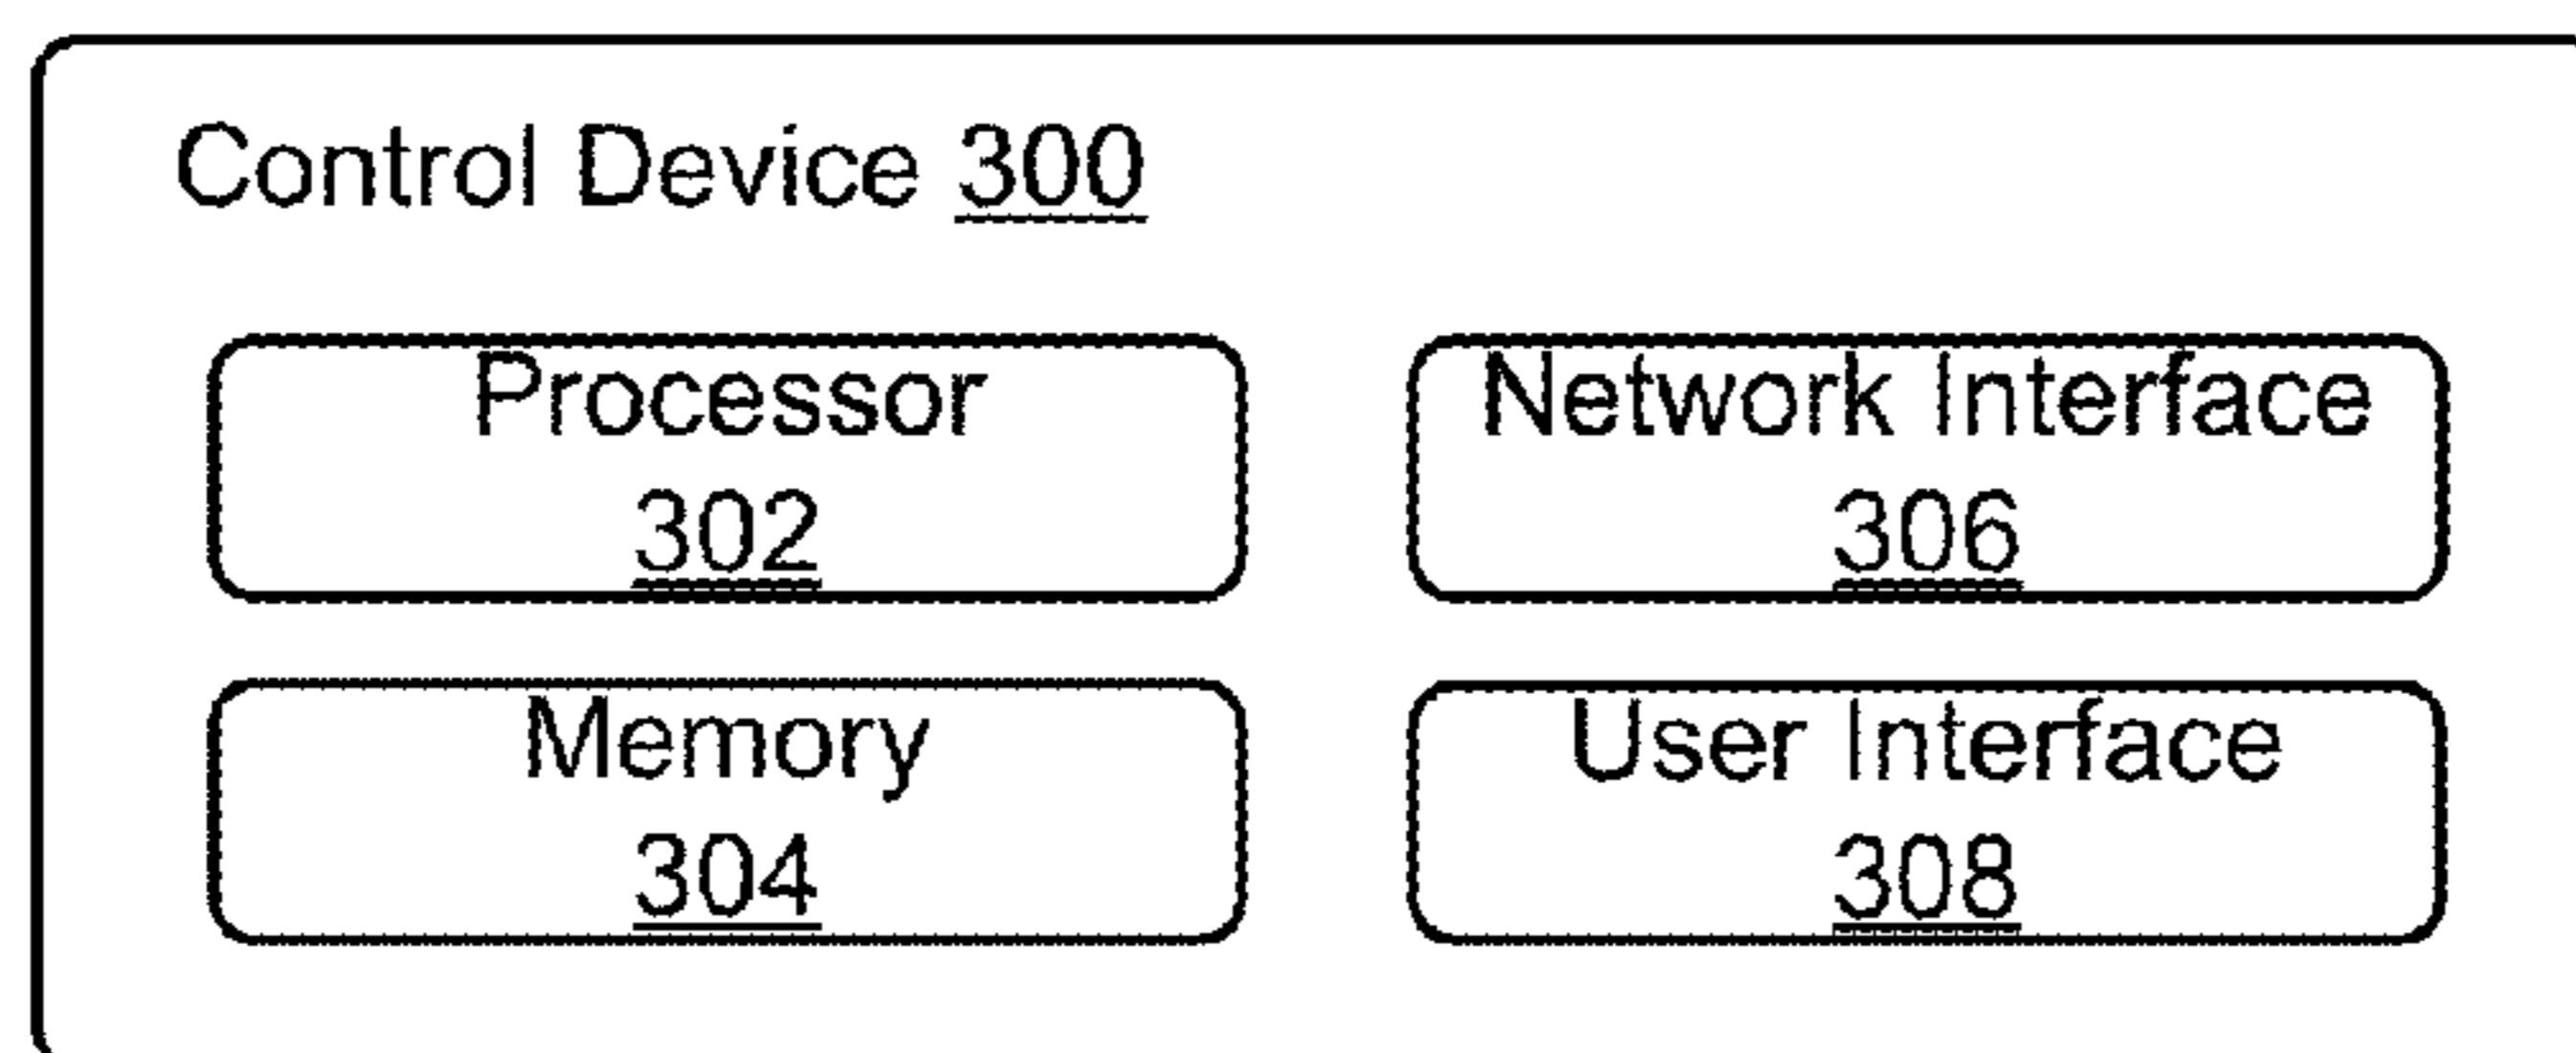 Control Device 300
Processor
302
Network Interface
306
Memory
304
User Interface
308